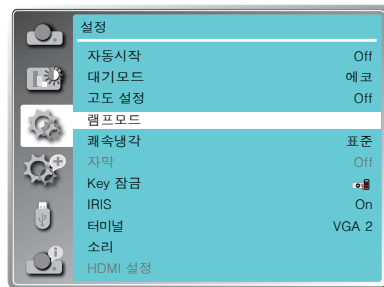 설정
자동시작 Off
대기모드 에코
고도 설정 Off
램프모드
쾌속냉각 표준
자막 Off
Key 잠금
IRIS On
터미널 VGA 2
소리
HDMI 설정